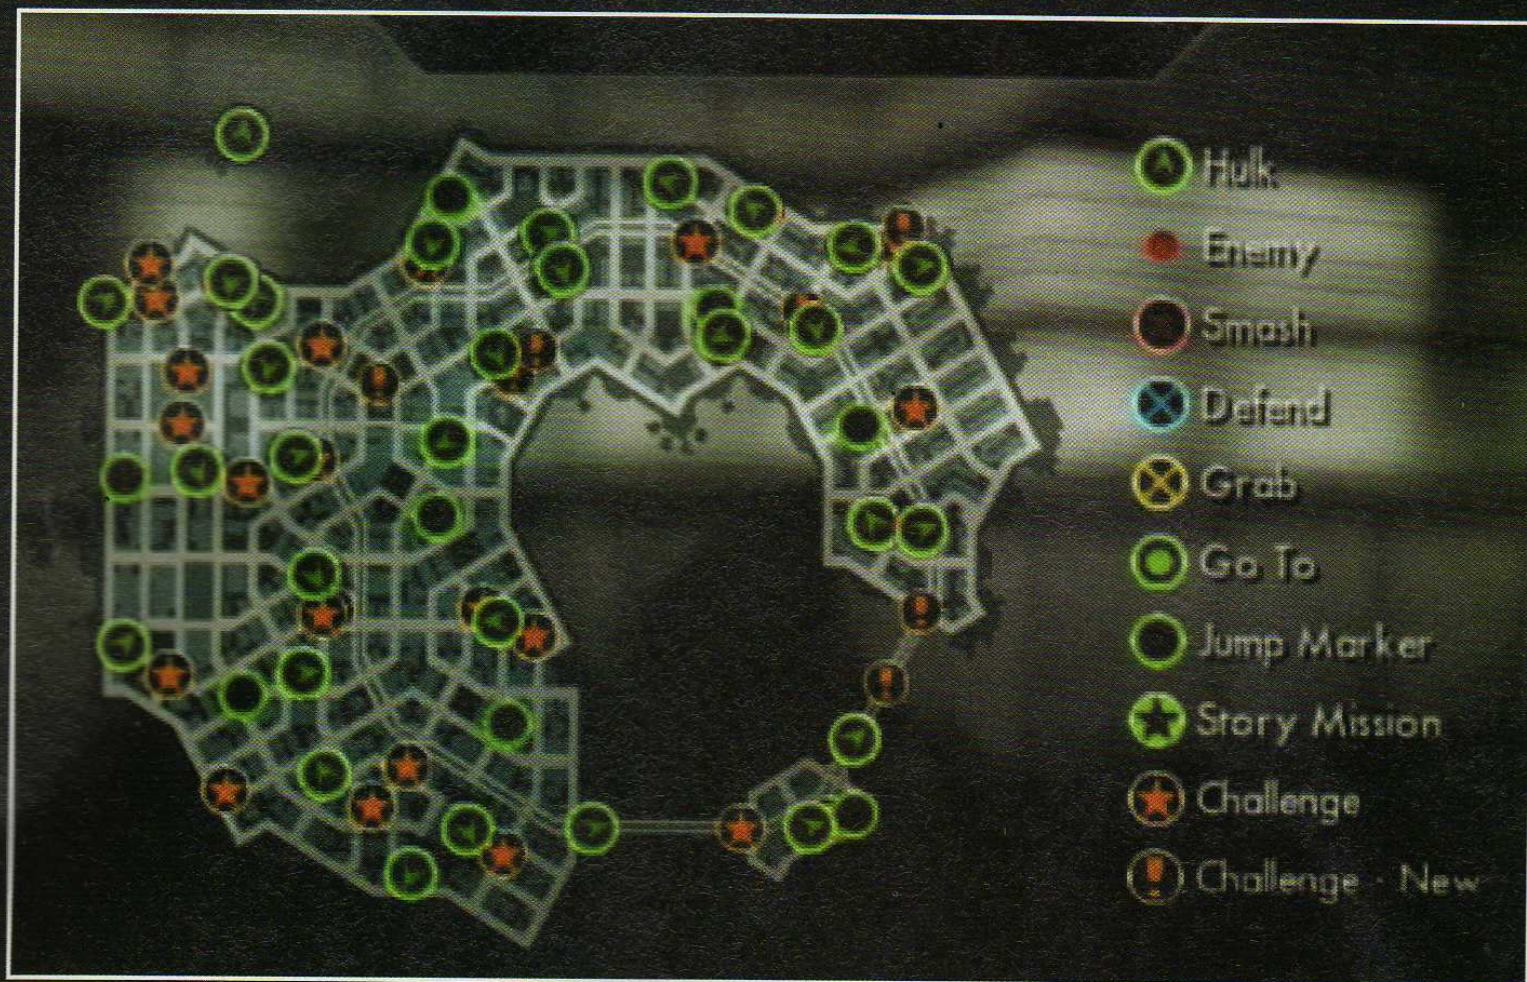 Hulk
Enemy
Smash
Defend
Grab
Go To
Jump Marker
Story Mission
Challenge
Challenge - New